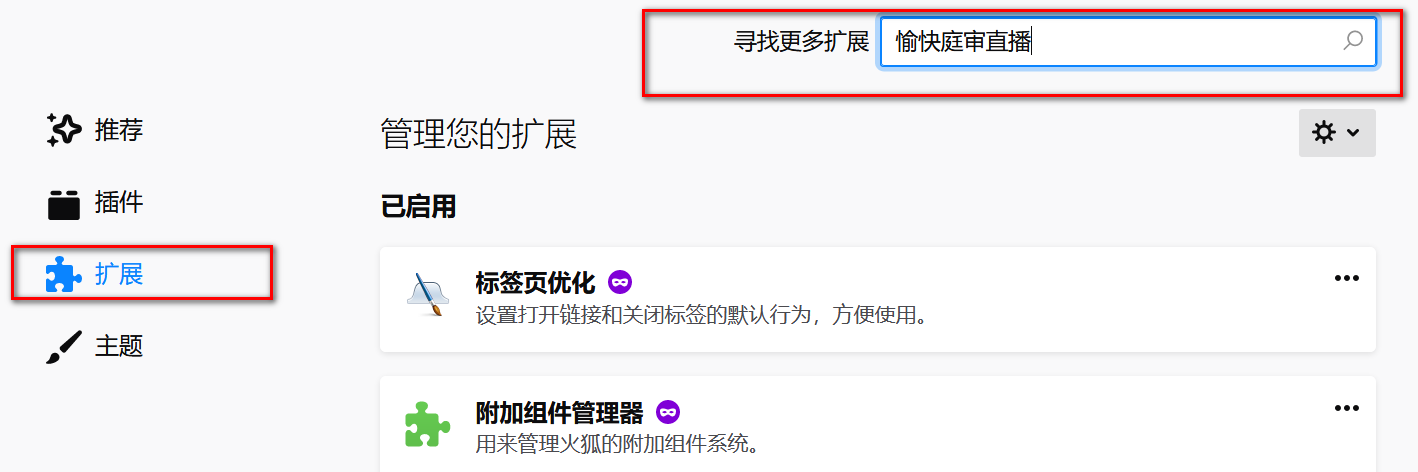 寻找更多扩展 愉快庭审直播
推荐
插件
扩展
主题
管理您的扩展
已启用
标签页优化
设置打开链接和关闭标签的默认行为，方便使用。
附加组件管理器
用来管理火狐的附加组件系统。